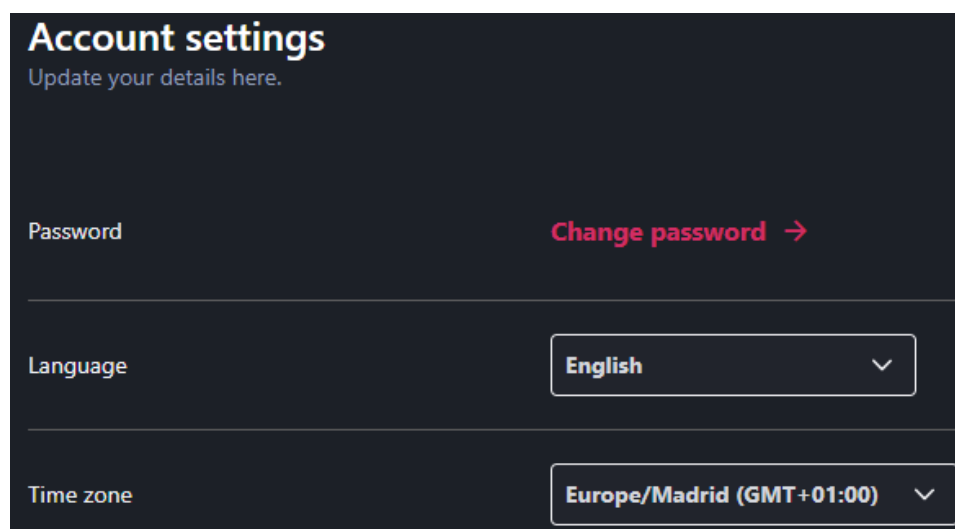 Account settings
Update your details here.
Password
Change password →
Language
English
Time zone
Europe/Madrid (GMT+01:00)